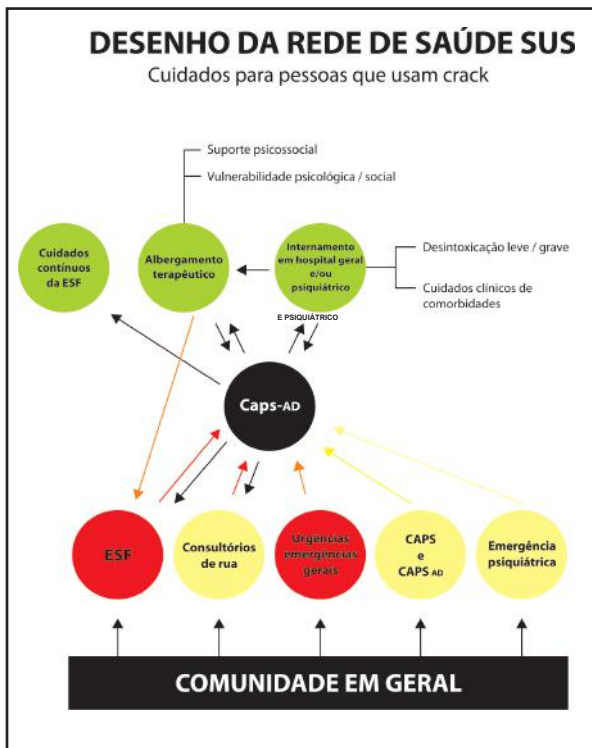 DESENHO DA REDE DE SAÚDE SUS
Cuidados para pessoas que usam crack
Suporte psicossocial
Vulnerabilidade psicológica / social
Cuidados
contínuos
da ESF
Albergamento
terapêutico
Internamento
em hospital geral
e/ou
psiquiátrico
E PSIQUIÁTRICO
Desintoxicação leve / grave
Cuidados clínicos de
comorbidades
Caps-AD
ESF
Consultórios
de rua
Urgências
emergências
gerais
CAPS
e
CAPS AD
Emergência
psiquiátrica
COMUNIDADE EM GERAL